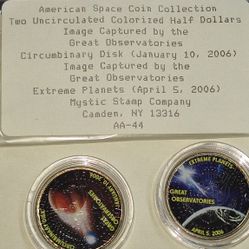 American Space Coin Collection
Two Uncirculated Colorized Half Dollars
Image Captured by the
Great Observatories
Circumbinary Disk (January 10, 2006)
Image Captured by the
Great Observatories
Extreme Planets (April 5, 2006)
Mystic Stamp Company
Camden, NY 13316
AA-44
EXTREME PLANETS
GREAT
OBSERVATORIES
APRIL 5, 2006